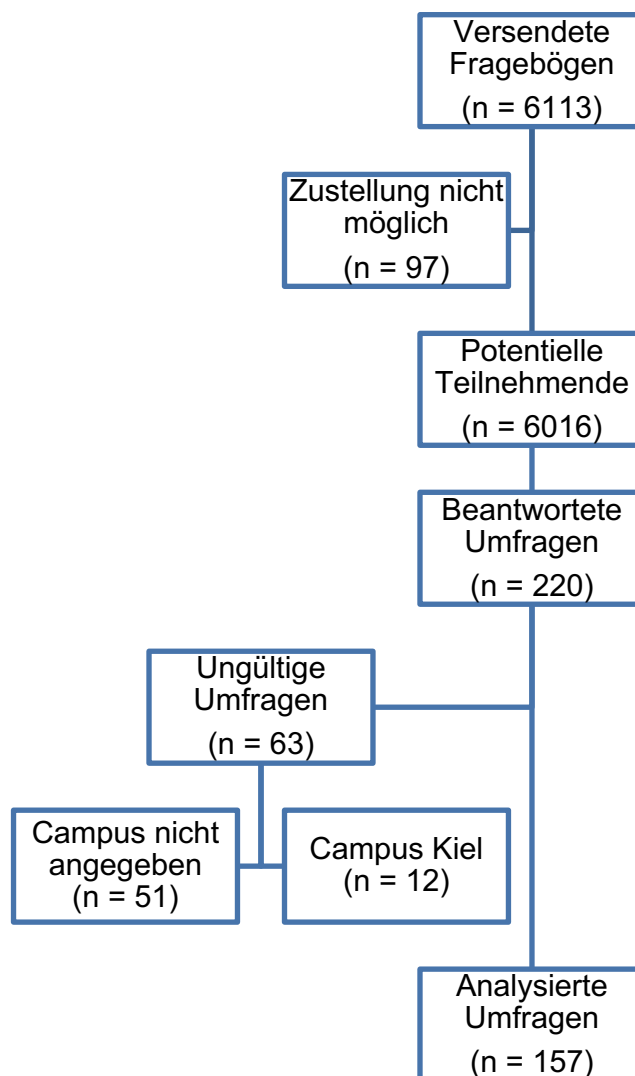 Versendete
Fragebögen
(n = 6113)
Zustellung nicht
möglich
(n = 97)
Potentielle
Teilnehmende
(n = 6016)
Beantwortete
Umfragen
(n = 220)
Ungültige
Umfragen
(n = 63)
Campus nicht
angegeben
(n = 51)
Campus Kiel
(n = 12)
Analysierte
Umfragen
(n = 157)